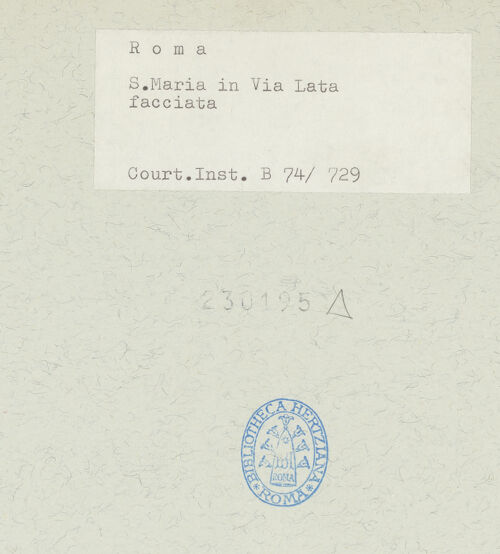 R o m a
S.Maria in Via Lata
facciata
Court.Inst. B 74/ 729
230195 △
BIBLIOTHECA HERTZIANA
* ROMA *
ROMA